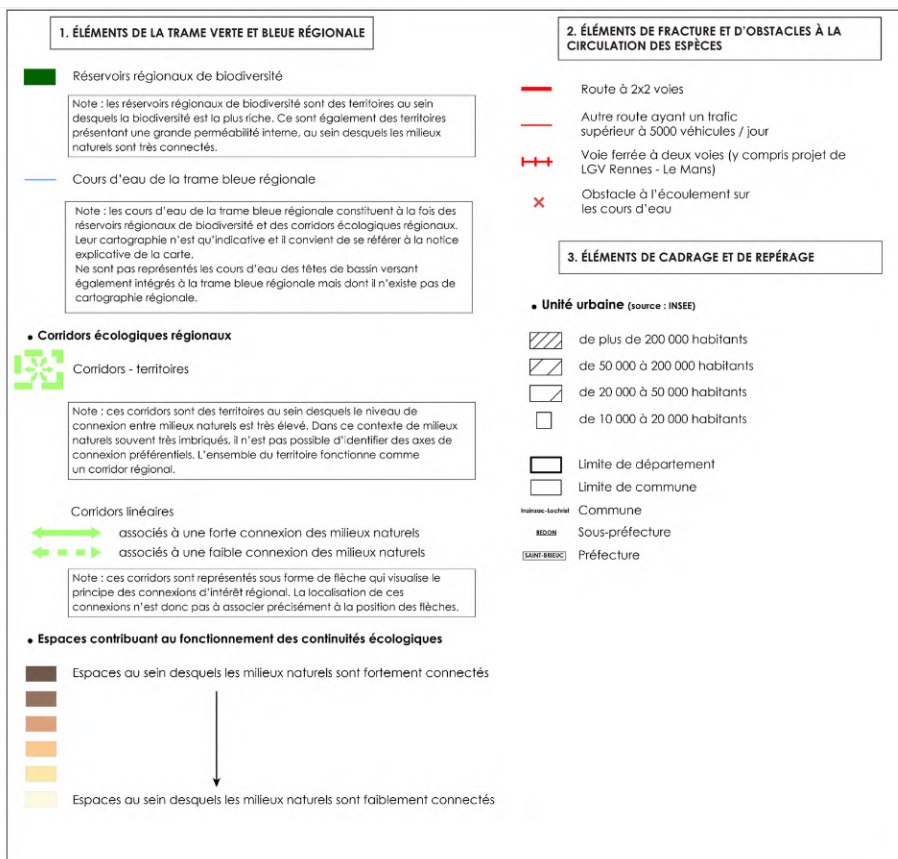 1. ÉLÉMENTS DE LA TRAME VERTE ET BLEUE RÉGIONALE
Réservoirs régionaux de biodiversité
Note : les réservoirs régionaux de biodiversité sont des territoires au sein
desquels la biodiversité est la plus riche. Ce sont également des territoires
présentant une grande perméabilité interne, au sein desquels les milieux
naturels sont très connectés.
Cours d'eau de la trame bleue régionale
Note : les cours d'eau de la trame bleue régionale constituent à la fois des
réservoirs régionaux de biodiversité et des corridors écologiques régionaux.
Leur cartographie n'est qu'indicative et il convient de se référer à la notice
explicative de la carte.
Ne sont pas représentés les cours d'eau des têtes de bassin versant
également intégrés à la trame bleue régionale mais dont il n'existe pas de
cartographie régionale.
• Corridors écologiques régionaux
Corridors - territoires
Note : ces corridors sont des territoires au sein desquels le niveau de
connexion entre milieux naturels est très élevé. Dans ce contexte de milieux
naturels souvent très imbriqués, il n'est pas possible d'identifier des axes de
connexion préférentiels. L'ensemble du territoire fonctionne comme
un corridor régional.
Corridors linéaires
associés à une forte connexion des milieux naturels
associés à une faible connexion des milieux naturels
Note : ces corridors sont représentés sous forme de flèche qui visualise le
principe des connexions d'intérêt régional. La localisation de ces
connexions n'est donc pas à associer précisément à la position des flèches.
• Espaces contribuant au fonctionnement des continuités écologiques
Espaces au sein desquels les milieux naturels sont fortement connectés
Espaces au sein desquels les milieux naturels sont faiblement connectés
2. ÉLÉMENTS DE FRACTURE ET D'OBSTACLES À LA
CIRCULATION DES ESPÈCES
Route à 2x2 voies
Autre route ayant un trafic
supérieur à 5000 véhicules / jour
Voie ferrée à deux voies (y compris projet de
LGV Rennes - Le Mans)
Obstacle à l'écoulement sur
les cours d'eau
3. ÉLÉMENTS DE CADRAGE ET DE REPÉRAGE
• Unité urbaine (source : INSEE)
de plus de 200 000 habitants
de 50 000 à 200 000 habitants
de 20 000 à 50 000 habitants
de 10 000 à 20 000 habitants
Limite de département
Limite de commune
Inzinzac-Lochrist Commune
REDON Sous-préfecture
SAINT-BRIEUC Préfecture